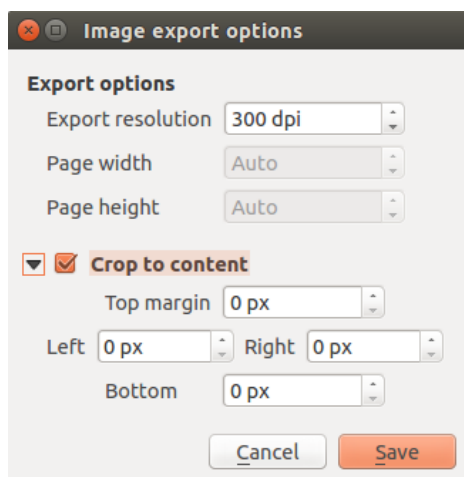 Image export options
Export options
Export resolution 300 dpi
Page width Auto
Page height Auto
Crop to content
Top margin 0 px
Left 0 px Right 0 px
Bottom 0 px
Cancel Save